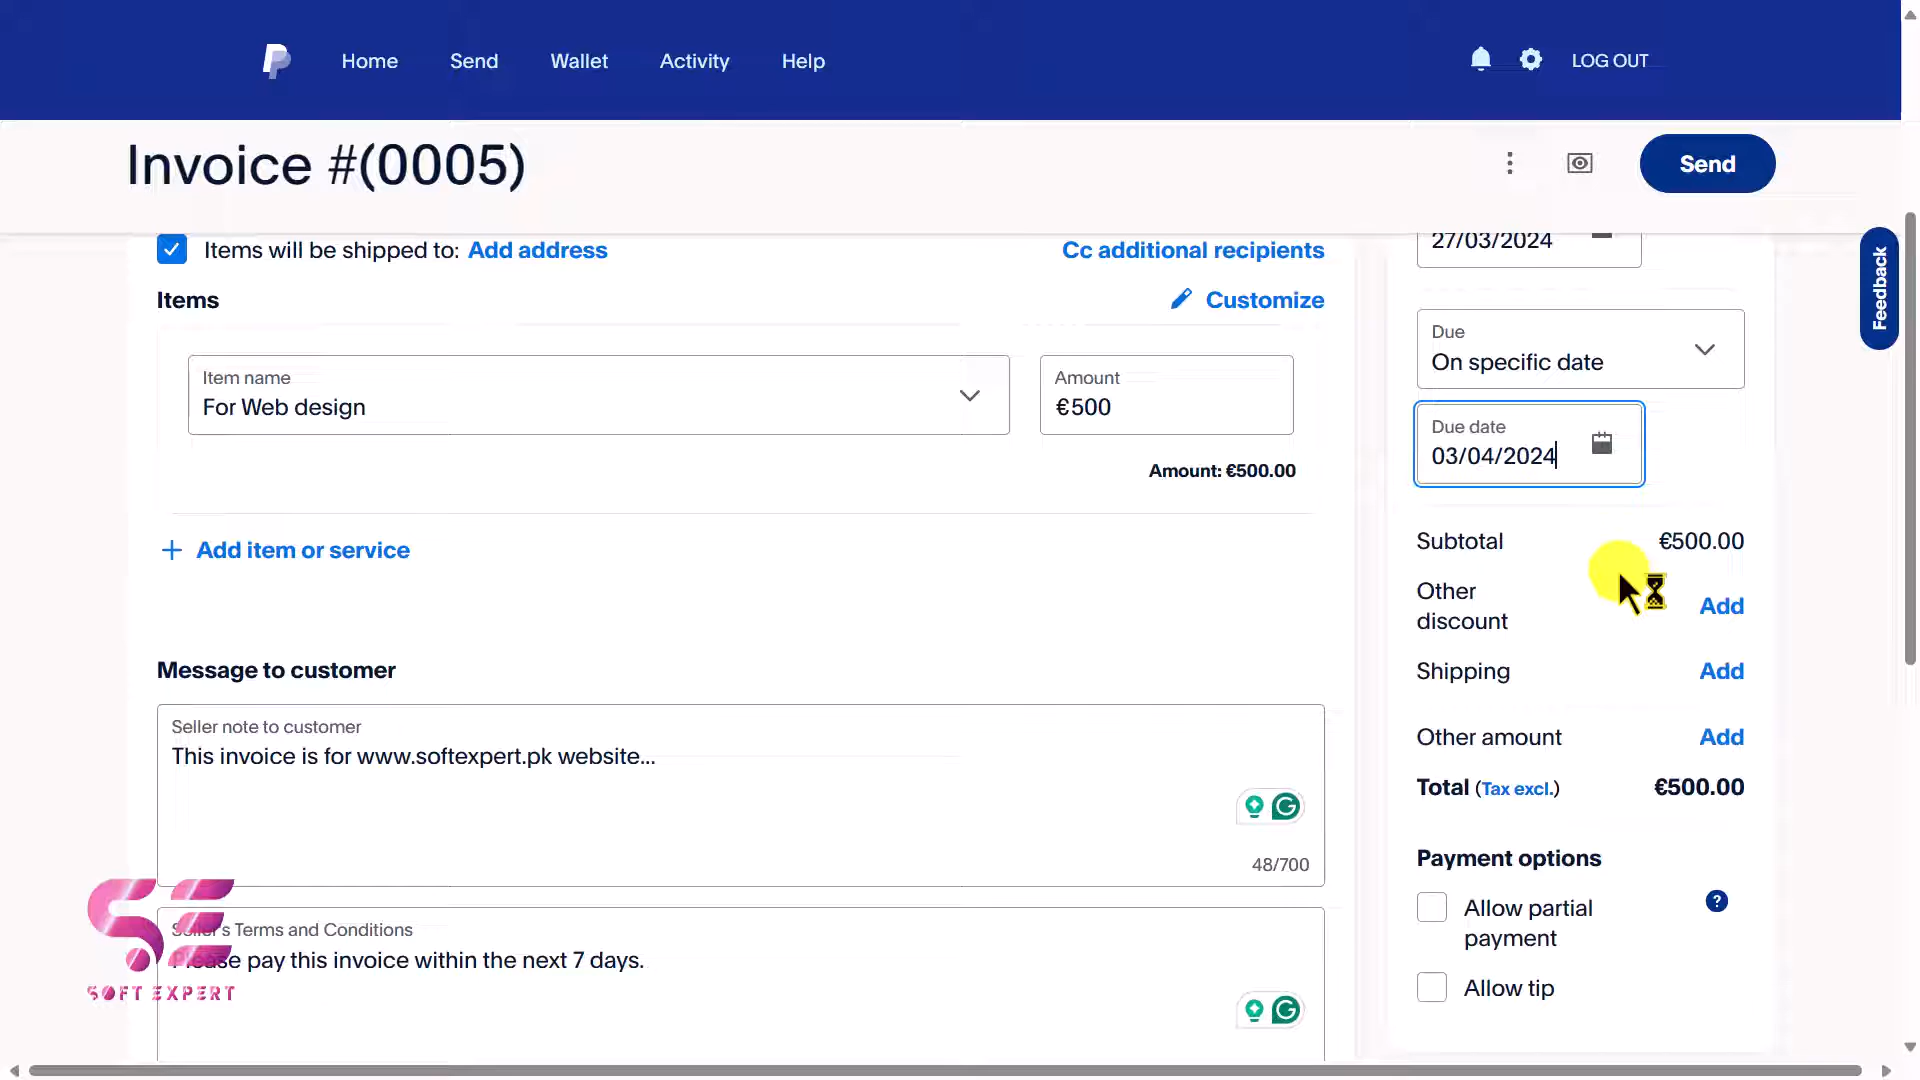 Home
Send
Wallet
Activity
Help
LOG OUT
Invoice #(0005)
Send
Items will be shipped to: Add address
Cc additional recipients
Items
Customize
Item name
For Web design
Amount
€500
Amount: €500.00
Add item or service
Message to customer
Seller note to customer
This invoice is for www.softexpert.pk website...
48/700
Seller's Terms and Conditions
Please pay this invoice within the next 7 days.
SOFT EXPERT
27/03/2024
Due
On specific date
Due date
03/04/2024
Subtotal
€500.00
Other
discount
Add
Shipping
Add
Other amount
Add
Total (Tax excl.)
€500.00
Payment options
Allow partial
payment
?
Allow tip
Feedback